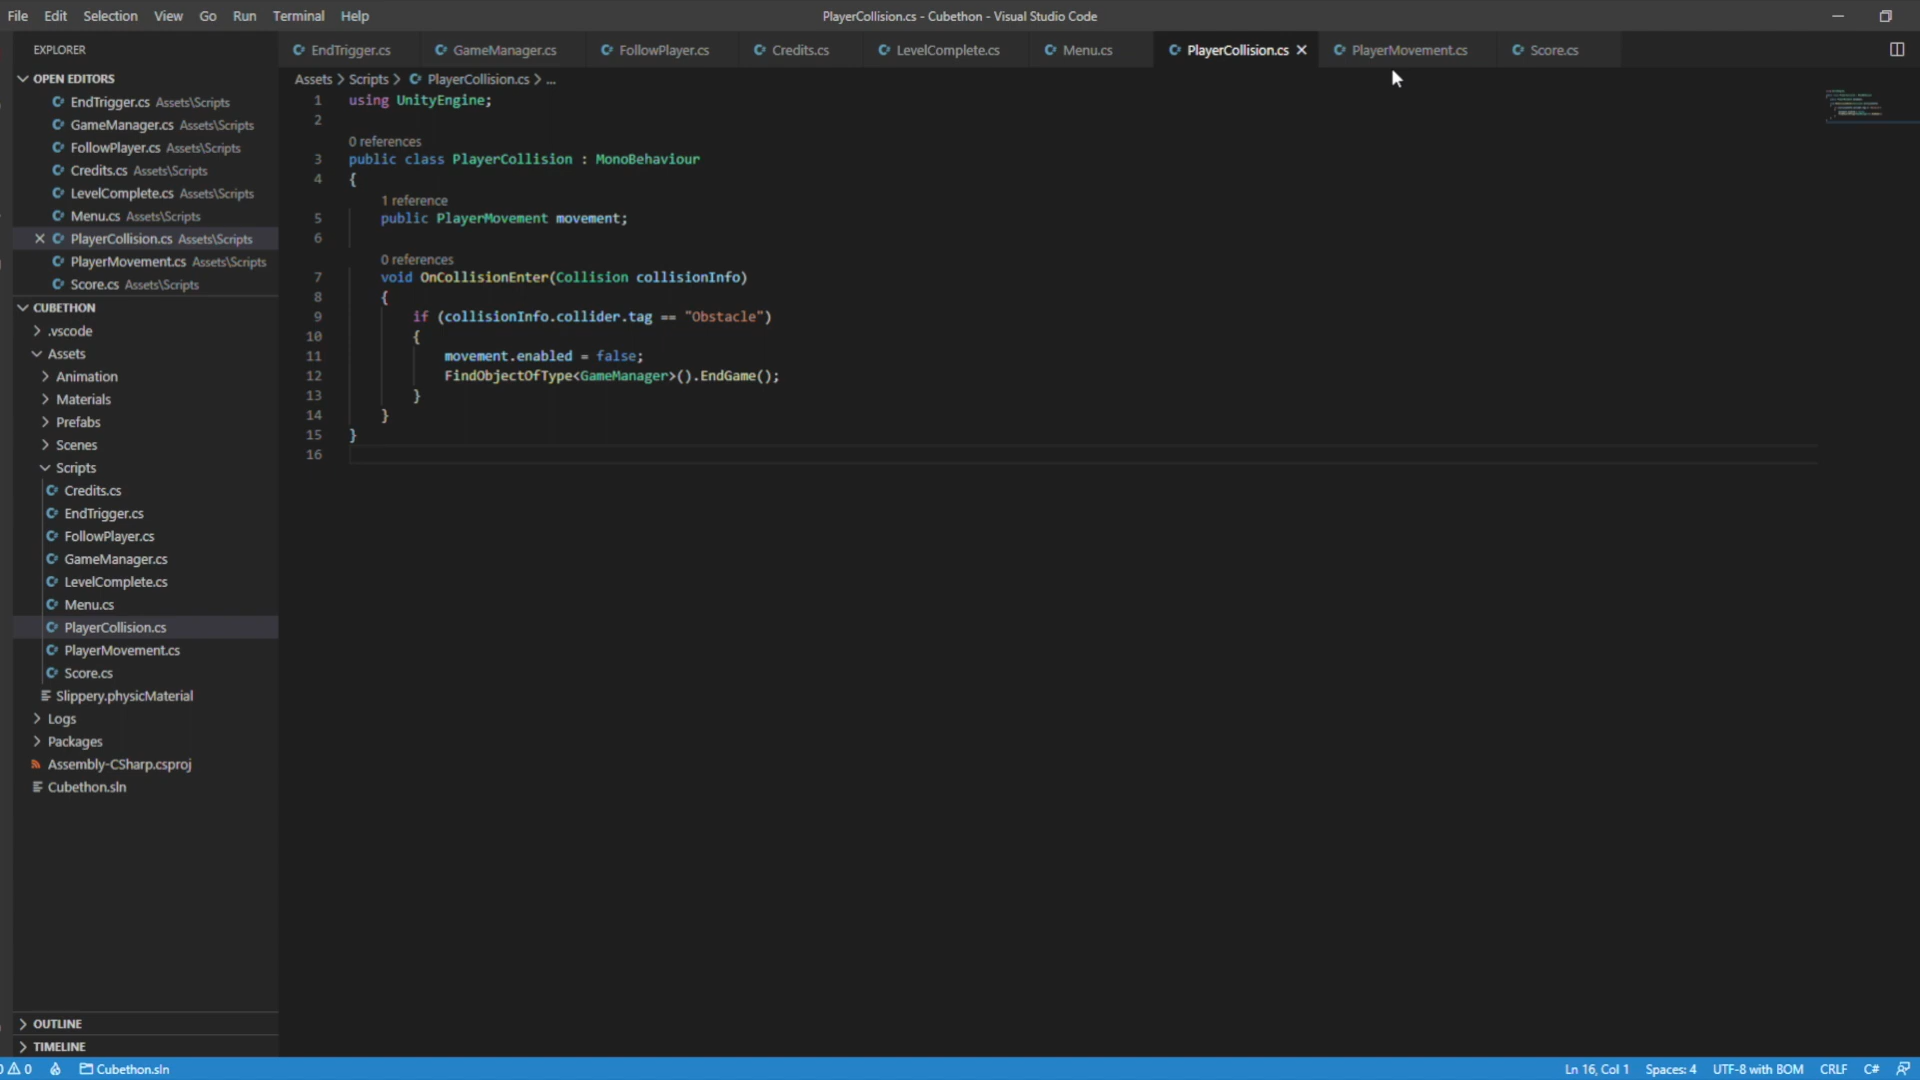 File Edit Selection View Go Run Terminal Help
PlayerCollision.cs - Cubethon - Visual Studio Code
EXPLORER
EndTrigger.cs GameManager.cs FollowPlayer.cs Credits.cs LevelComplete.cs Menu.cs PlayerCollision.cs PlayerMovement.cs Score.cs
OPEN EDITORS
EndTrigger.cs Assets\Scripts
GameManager.cs Assets\Scripts
FollowPlayer.cs Assets\Scripts
Credits.cs Assets\Scripts
LevelComplete.cs Assets\Scripts
Menu.cs Assets\Scripts
PlayerCollision.cs Assets\Scripts
PlayerMovement.cs Assets\Scripts
Score.cs Assets\Scripts
CUBETHON
.vscode
Assets
Animation
Materials
Prefabs
Scenes
Scripts
Credits.cs
EndTrigger.cs
FollowPlayer.cs
GameManager.cs
LevelComplete.cs
Menu.cs
PlayerCollision.cs
PlayerMovement.cs
Score.cs
Slippery.physicMaterial
Logs
Packages
Assembly-CSharp.csproj
Cubethon.sln
OUTLINE
TIMELINE
Assets > Scripts > PlayerCollision.cs > ...
1 using UnityEngine;
2
0 references
3 public class PlayerCollision : MonoBehaviour
4 {
1 reference
5 public PlayerMovement movement;
6
0 references
7 void OnCollisionEnter(Collision collisionInfo)
8 {
9 if (collisionInfo.collider.tag == "Obstacle")
10 {
11 movement.enabled = false;
12 FindObjectOfType<GameManager>().EndGame();
13 }
14 }
15 }
16
0 Cubethon.sln
Ln 16, Col 1 Spaces: 4 UTF-8 with BOM CRLF C#